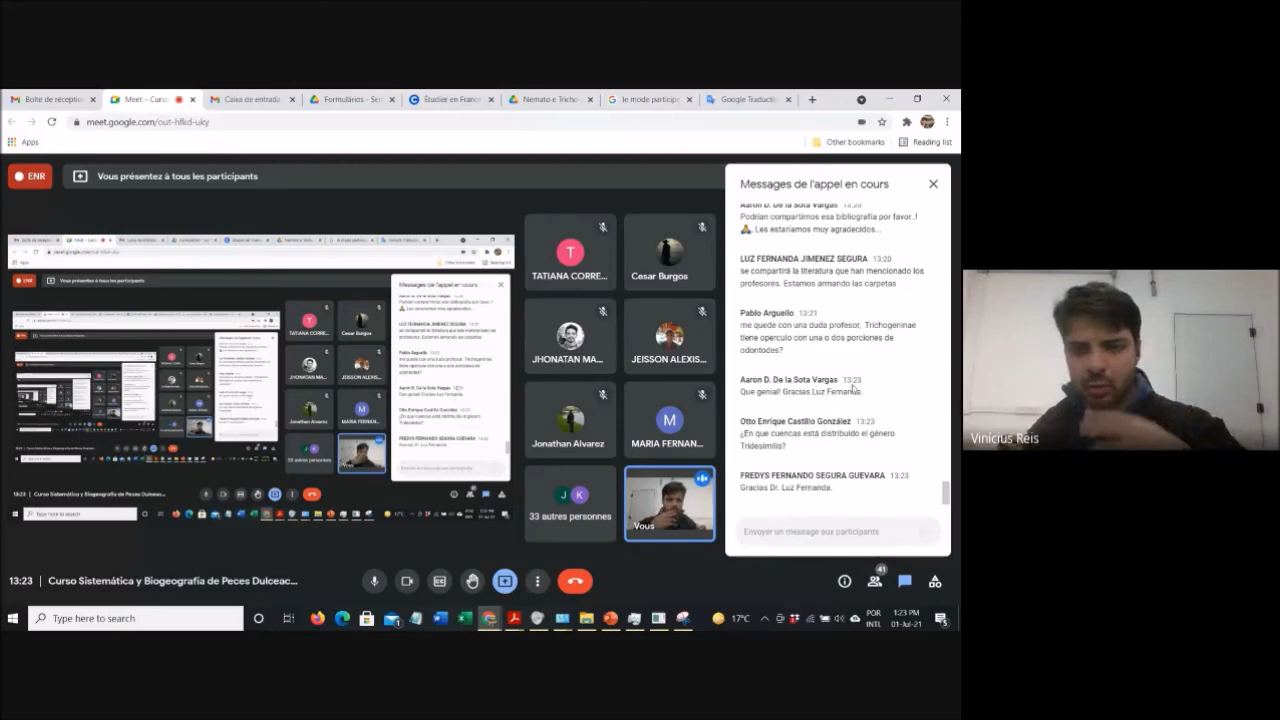 Boîte de réceptio
Meet – Curso
Caixa de entrada
Formulários - Sem
Étudier en France
Nemato e Tricho
le mode participe
Google Traductio
meet.google.com/out-hfkd-uky
Apps
Other bookmarks
Reading list
ENR
Vous présentez à tous les participants
TATIANA CORRE...
Cesar Burgos
JHONATAN MA...
JEISSON ALEXIS...
Jonathan Alvarez
MARIA FERNAN...
J K
33 autres personnes
Vous
Messages de l'appel en cours
Aaron D. De la Sota Vargas 13:20
Podrían compartirnos esa bibliografía por favor..!
🙏 Les estaríamos muy agradecidos...
LUZ FERNANDA JIMENEZ SEGURA 13:20
se compartirá la literatura que han mencionado los
profesores. Estamos armando las carpetas
Pablo Arguello 13:21
me quede con una duda profesor, Trichogeninae
tiene operculo con una o dos porciones de
odontodes?
Aaron D. De la Sota Vargas 13:23
Que genial! Gracias Luz Fernanda.
Otto Enrique Castillo González 13:23
¿En que cuencas está distribuido el género
Tridesimilis?
FREDYS FERNANDO SEGURA GUEVARA 13:23
Gracias Dr. Luz Fernanda.
Envoyer un message aux participants
13:23 | Curso Sistemática y Biogeografía de Peces Dulceac...
41
Type here to search
17°C
POR
INTL
1:23 PM
01-Jul-21
Vinícius Reis